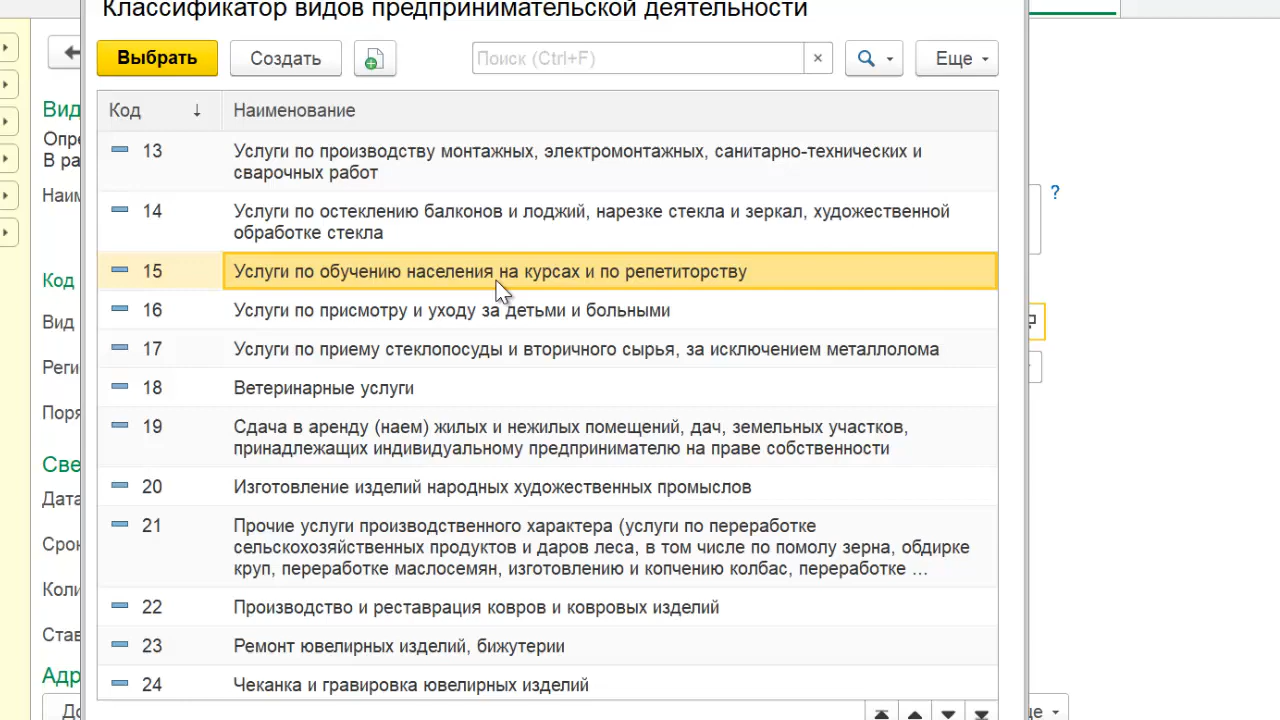 Классификатор видов предпринимательской деятельности
Выбрать
Создать
Поиск (Ctrl+F)
×
Еще
Код ↓
Наименование
13
Услуги по производству монтажных, электромонтажных, санитарно-технических и
сварочных работ
14
Услуги по остеклению балконов и лоджий, нарезке стекла и зеркал, художественной
обработке стекла
15
Услуги по обучению населения на курсах и по репетиторству
16
Услуги по присмотру и уходу за детьми и больными
17
Услуги по приему стеклопосуды и вторичного сырья, за исключением металлолома
18
Ветеринарные услуги
19
Сдача в аренду (наем) жилых и нежилых помещений, дач, земельных участков,
принадлежащих индивидуальному предпринимателю на праве собственности
20
Изготовление изделий народных художественных промыслов
21
Прочие услуги производственного характера (услуги по переработке
сельскохозяйственных продуктов и даров леса, в том числе по помолу зерна, обдирке
круп, переработке маслосемян, изготовлению и копчению колбас, переработке ...
22
Производство и реставрация ковров и ковровых изделий
23
Ремонт ювелирных изделий, бижутерии
24
Чеканка и гравировка ювелирных изделий
Вид
Опре
В ра
Наим
Код
Вид
Реги
Поря
Све
Дата
Срок
Коли
Став
Адр
До
?
ще